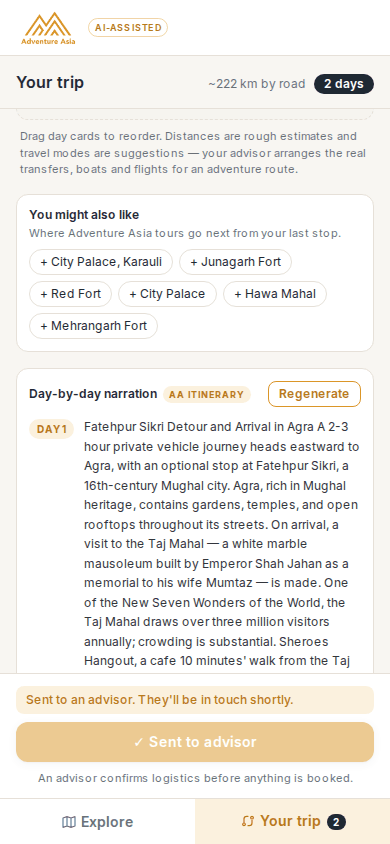 Adventure Asia
AI-ASSISTED
Your trip
~222 km by road
2 days
Drag day cards to reorder. Distances are rough estimates and
travel modes are suggestions — your advisor arranges the real
transfers, boats and flights for an adventure route.
You might also like
Where Adventure Asia tours go next from your last stop.
+ City Palace, Karauli
+ Junagarh Fort
+ Red Fort
+ City Palace
+ Hawa Mahal
+ Mehrangarh Fort
Day-by-day narration
AA ITINERARY
Regenerate
DAY 1
Fatehpur Sikri Detour and Arrival in Agra A 2-3
hour private vehicle journey heads eastward to
Agra, with an optional stop at Fatehpur Sikri, a
16th-century Mughal city. Agra, rich in Mughal
heritage, contains gardens, temples, and open
rooftops throughout its streets. On arrival, a
visit to the Taj Mahal — a white marble
mausoleum built by Emperor Shah Jahan as a
memorial to his wife Mumtaz — is made. One
of the New Seven Wonders of the World, the
Taj Mahal draws over three million visitors
annually; crowding is substantial. Sheroes
Hangout, a cafe 10 minutes' walk from the Taj
Sent to an advisor. They'll be in touch shortly.
✓ Sent to advisor
An advisor confirms logistics before anything is booked.
Explore
Your trip
2